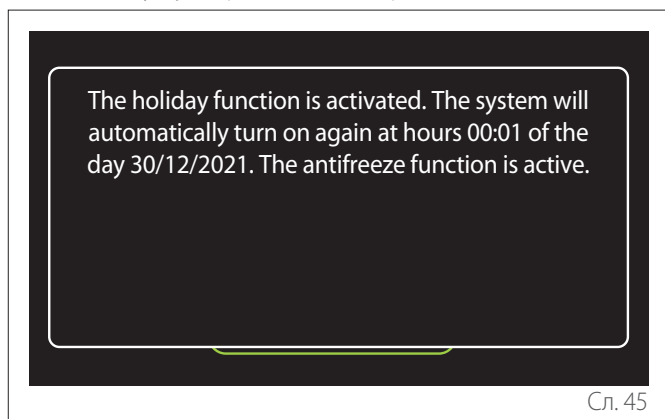 The holiday function is activated. The system will
automatically turn on again at hours 00:01 of the
day 30/12/2021. The antifreeze function is active.
Сл. 45